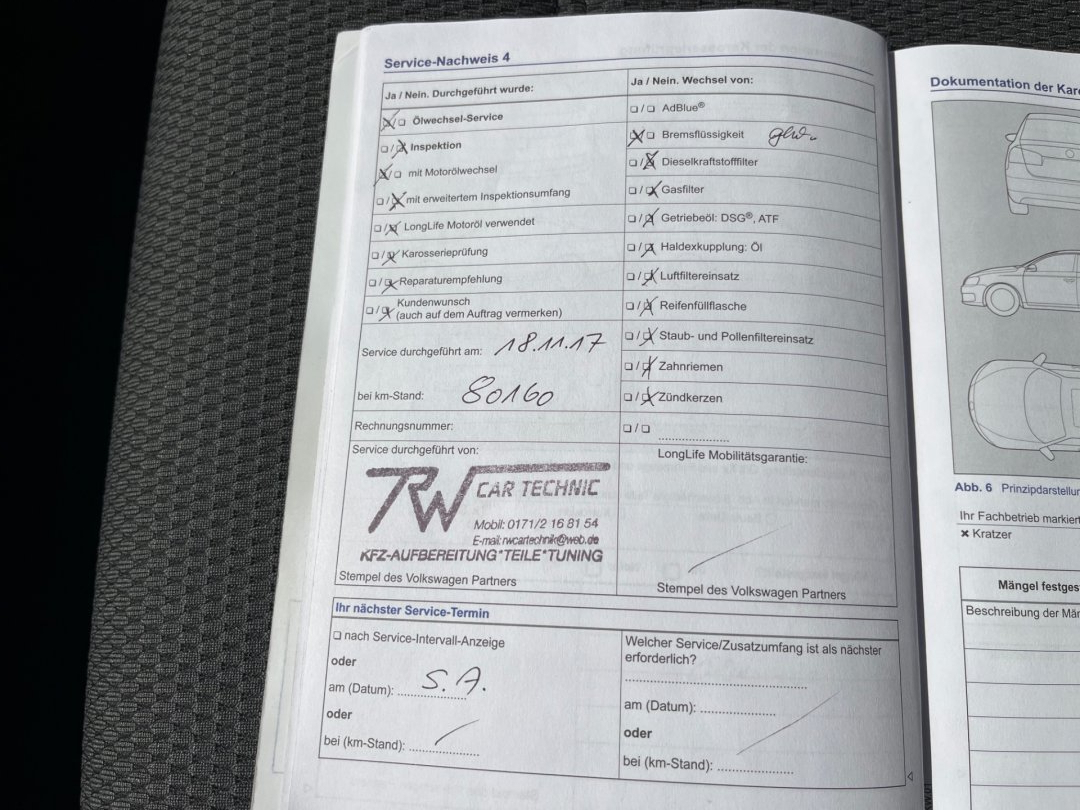 Service-Nachweis 4
Ja / Nein. Durchgeführt wurde:
Ölwechsel-Service
Inspektion
mit Motorölwechsel
mit erweitertem Inspektionsumfang
LongLife Motoröl verwendet
Karosserieprüfung
Reparaturempfehlung
Kundenwunsch
(auch auf dem Auftrag vermerken)
Service durchgeführt am: 18.11.17
bei km-Stand: 80160
Rechnungsnummer:
Service durchgeführt von:
RW CAR TECHNIC
Mobil: 0171/2 16 81 54
E-mail: rwcartechnik@web.de
KFZ-AUFBEREITUNG*TEILE*TUNING
Stempel des Volkswagen Partners
Ja / Nein. Wechsel von:
AdBlue®
Bremsflüssigkeit
Dieselkraftstofffilter
Gasfilter
Getriebeöl: DSG®, ATF
Haldexkupplung: Öl
Luftfiltereinsatz
Reifenfüllflasche
Staub- und Pollenfiltereinsatz
Zahnriemen
Zündkerzen
LongLife Mobilitätsgarantie:
Stempel des Volkswagen Partners
Ihr nächster Service-Termin
nach Service-Intervall-Anzeige
oder
am (Datum): S.A.
oder
bei (km-Stand):
Welcher Service/Zusatzumfang ist als nächster
erforderlich?
am (Datum):
oder
bei (km-Stand):
Dokumentation der Karo
Abb. 6 Prinzipdarstellun
Ihr Fachbetrieb markiert
× Kratzer
Mängel festges
Beschreibung der Män